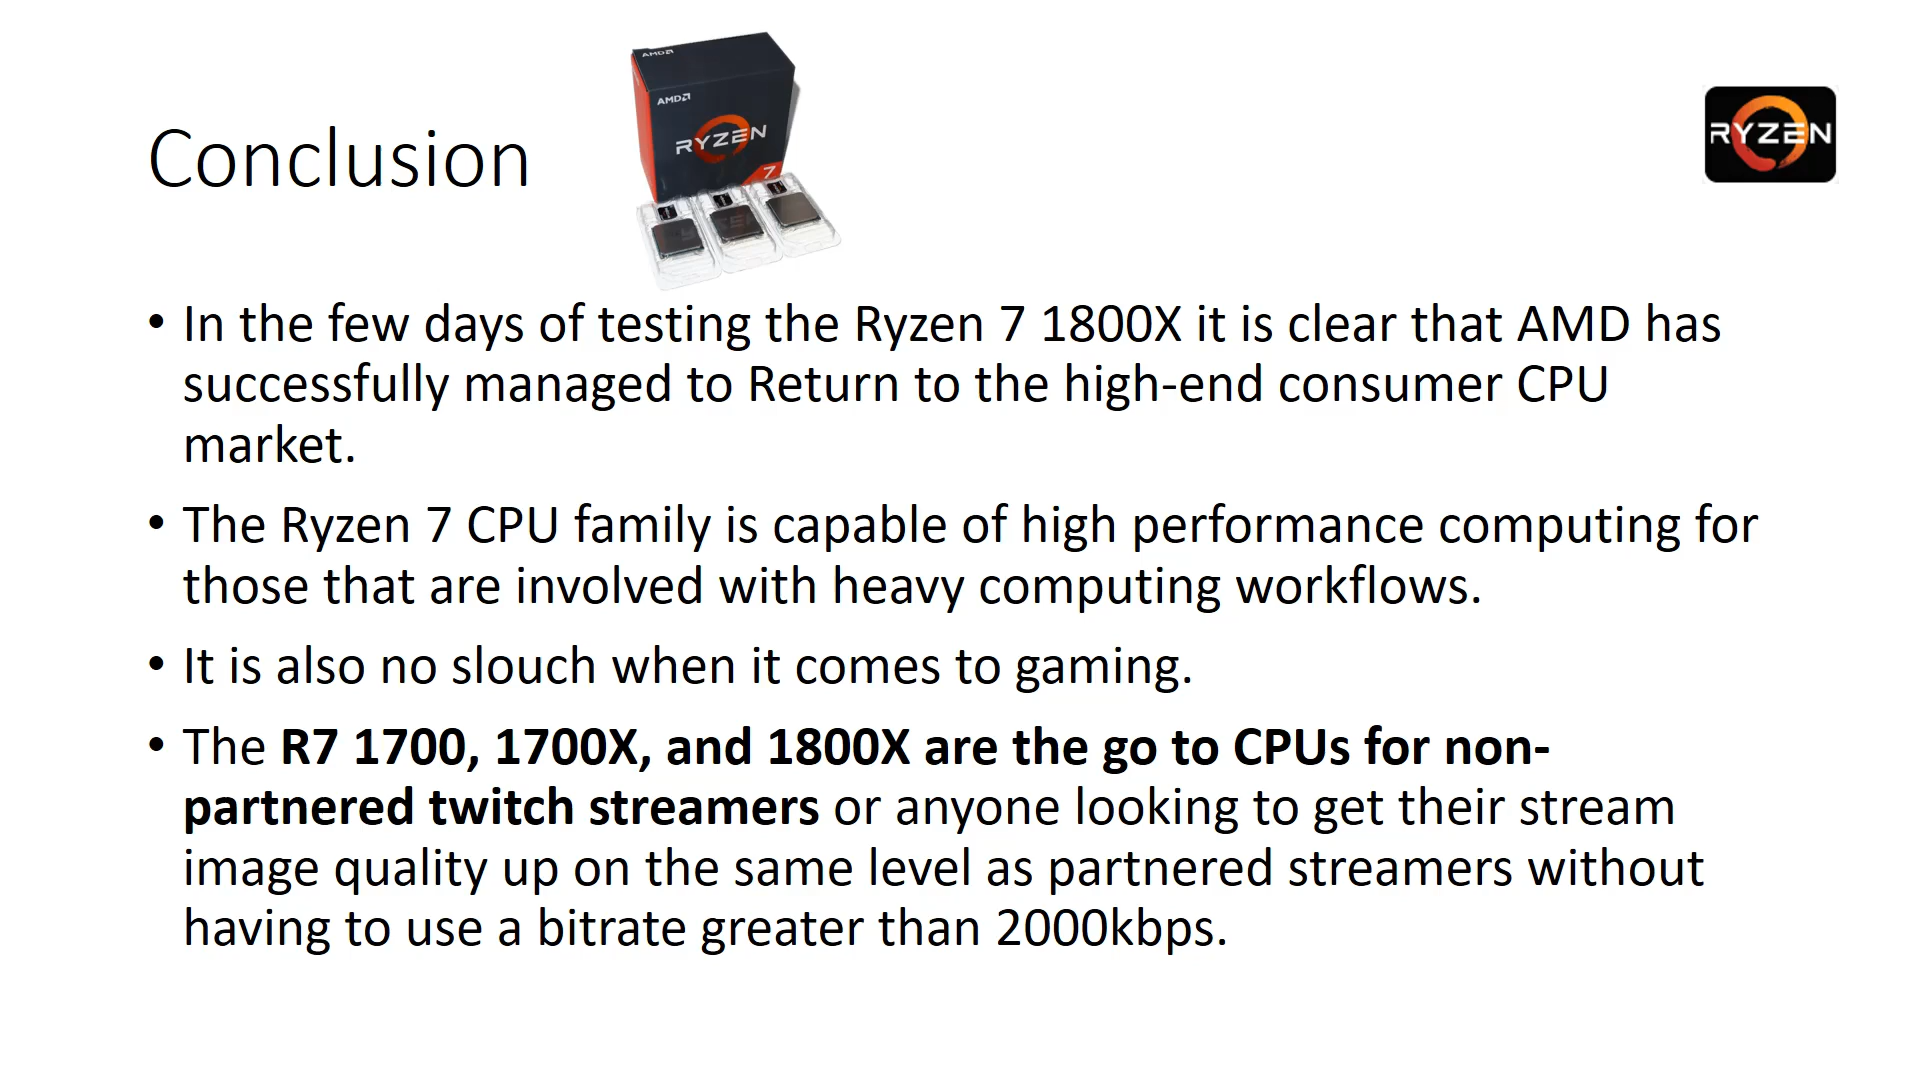 AMD
AMD
RYZEN
7
RYZEN
Conclusion
• In the few days of testing the Ryzen 7 1800X it is clear that AMD has
successfully managed to Return to the high-end consumer CPU
market.
• The Ryzen 7 CPU family is capable of high performance computing for
those that are involved with heavy computing workflows.
• It is also no slouch when it comes to gaming.
• The R7 1700, 1700X, and 1800X are the go to CPUs for non-
partnered twitch streamers or anyone looking to get their stream
image quality up on the same level as partnered streamers without
having to use a bitrate greater than 2000kbps.